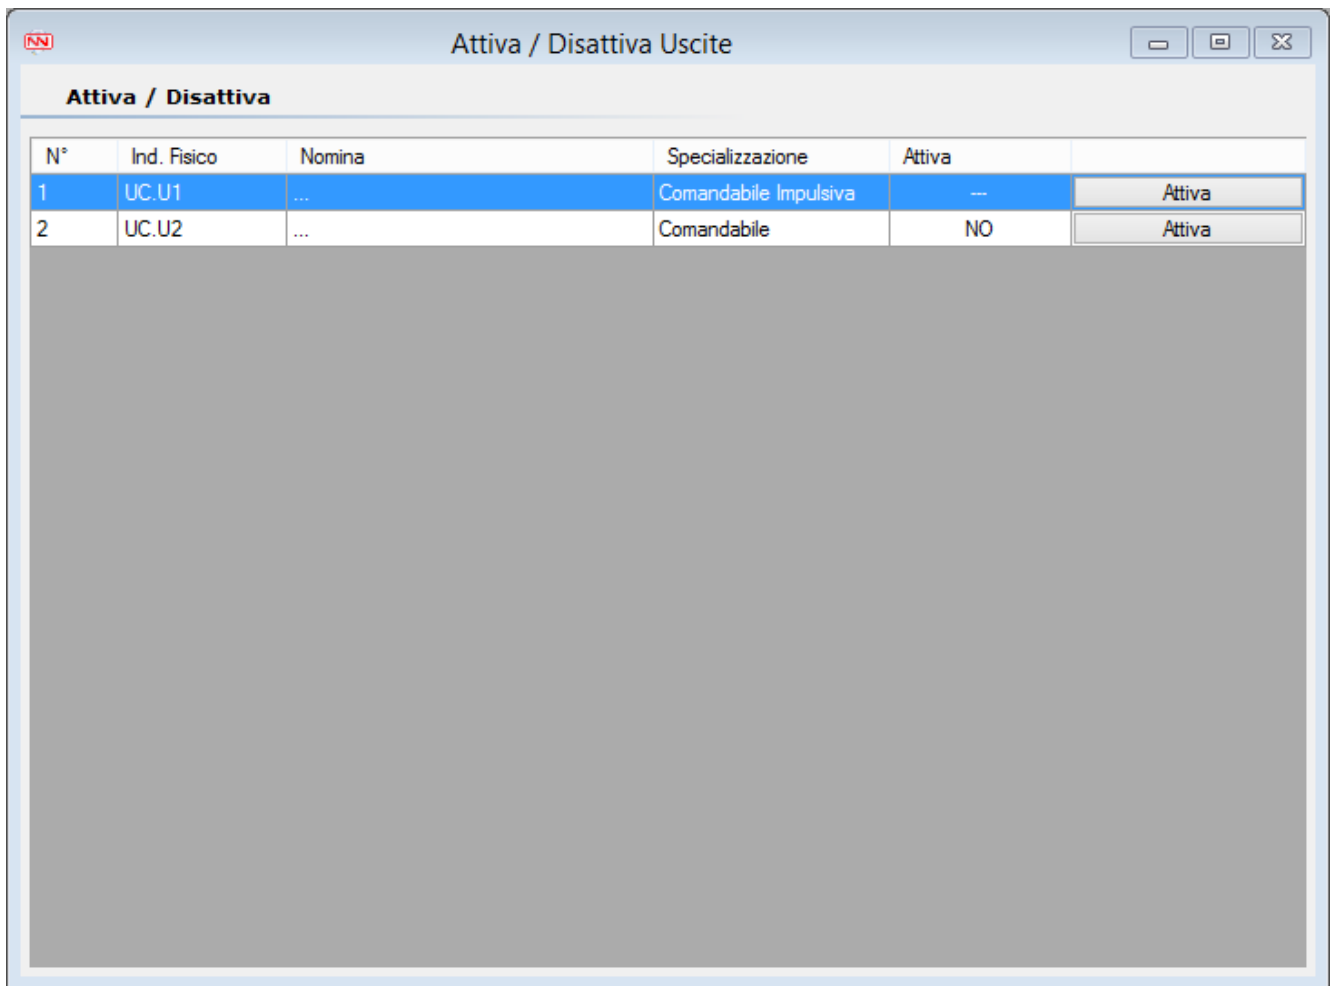 Attiva / Disattiva Uscite
Attiva / Disattiva
N° Ind. Fisico Nomina Specializzazione Attiva
1 UC.U1 ... Comandabile Impulsiva --- Attiva
2 UC.U2 ... Comandabile NO Attiva